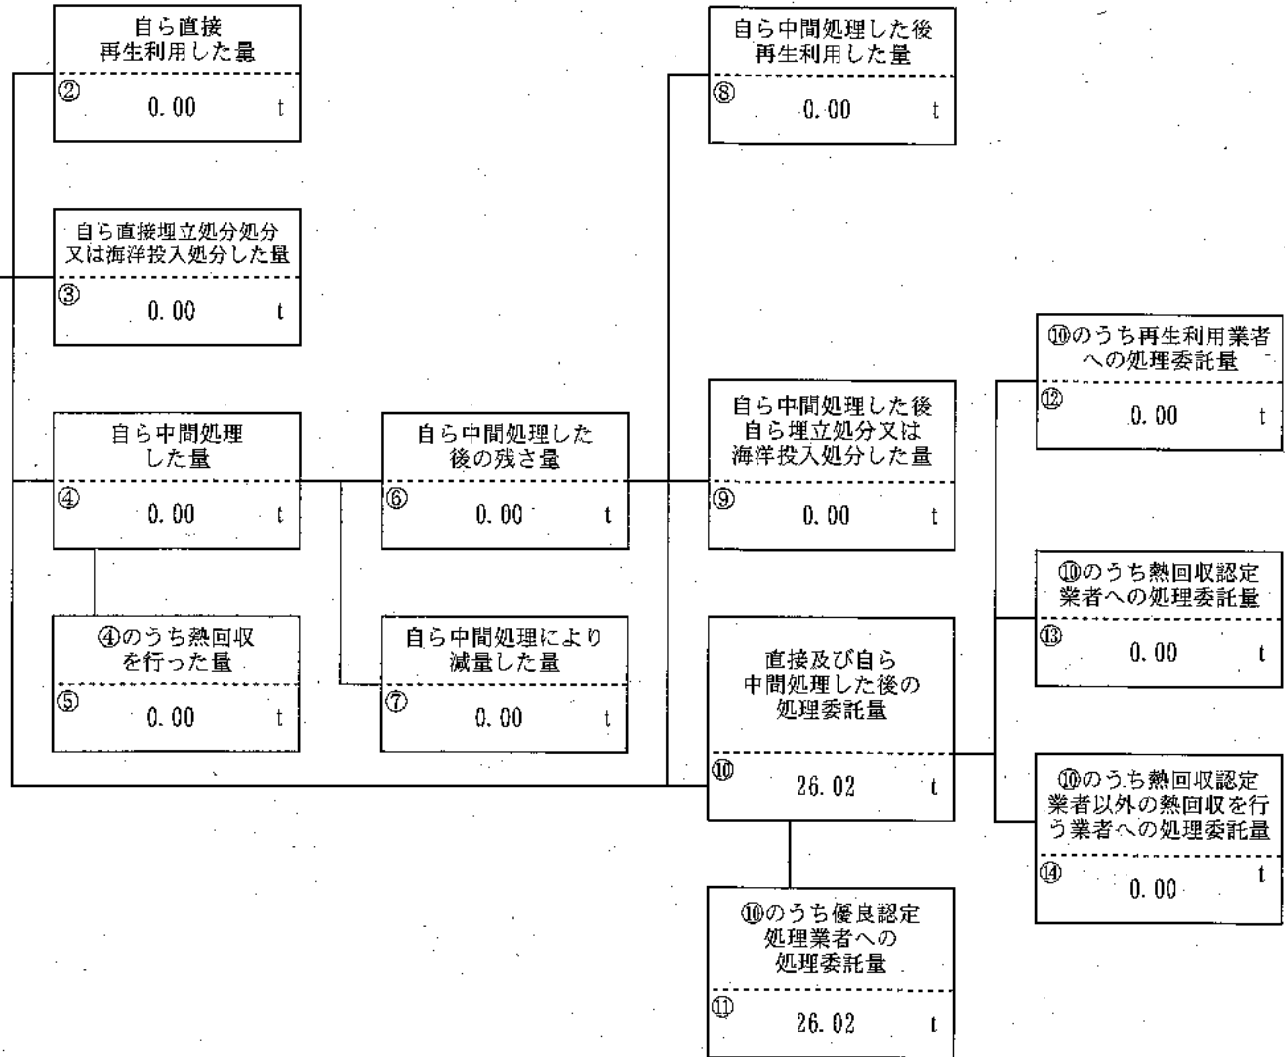 自ら直接
再生利用した量
② 0.00 t
自ら中間処理した後
再生利用した量
⑧ 0.00 t
自ら直接埋立処分処分
又は海洋投入処分した量
③ 0.00 t
⑩のうち再生利用業者
への処理委託量
⑫ 0.00 t
自ら中間処理
した量
④ 0.00 t
自ら中間処理した
後の残さ量
⑥ 0.00 t
自ら中間処理した後
自ら埋立処分又は
海洋投入処分した量
⑨ 0.00 t
⑩のうち熱回収認定
業者への処理委託量
⑬ 0.00 t
④のうち熱回収
を行った量
⑤ 0.00 t
自ら中間処理により
減量した量
⑦ 0.00 t
直接及び自ら
中間処理した後の
処理委託量
⑩ 26.02 t
⑩のうち熱回収認定
業者以外の熱回収を行
う業者への処理委託量
⑭ 0.00 t
⑩のうち優良認定
処理業者への
処理委託量
⑪ 26.02 t